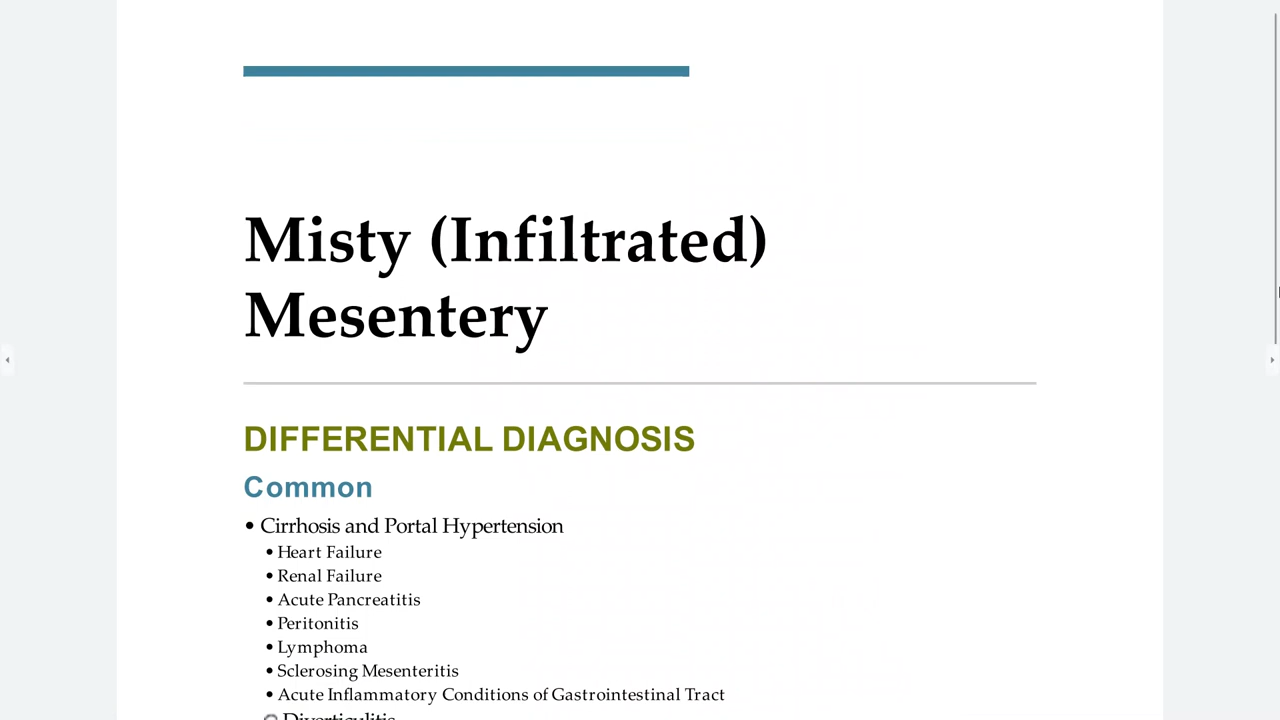 Misty (Infiltrated)
Mesentery
DIFFERENTIAL DIAGNOSIS
Common
• Cirrhosis and Portal Hypertension
• Heart Failure
• Renal Failure
• Acute Pancreatitis
• Peritonitis
• Lymphoma
• Sclerosing Mesenteritis
• Acute Inflammatory Conditions of Gastrointestinal Tract
Diverticulitis